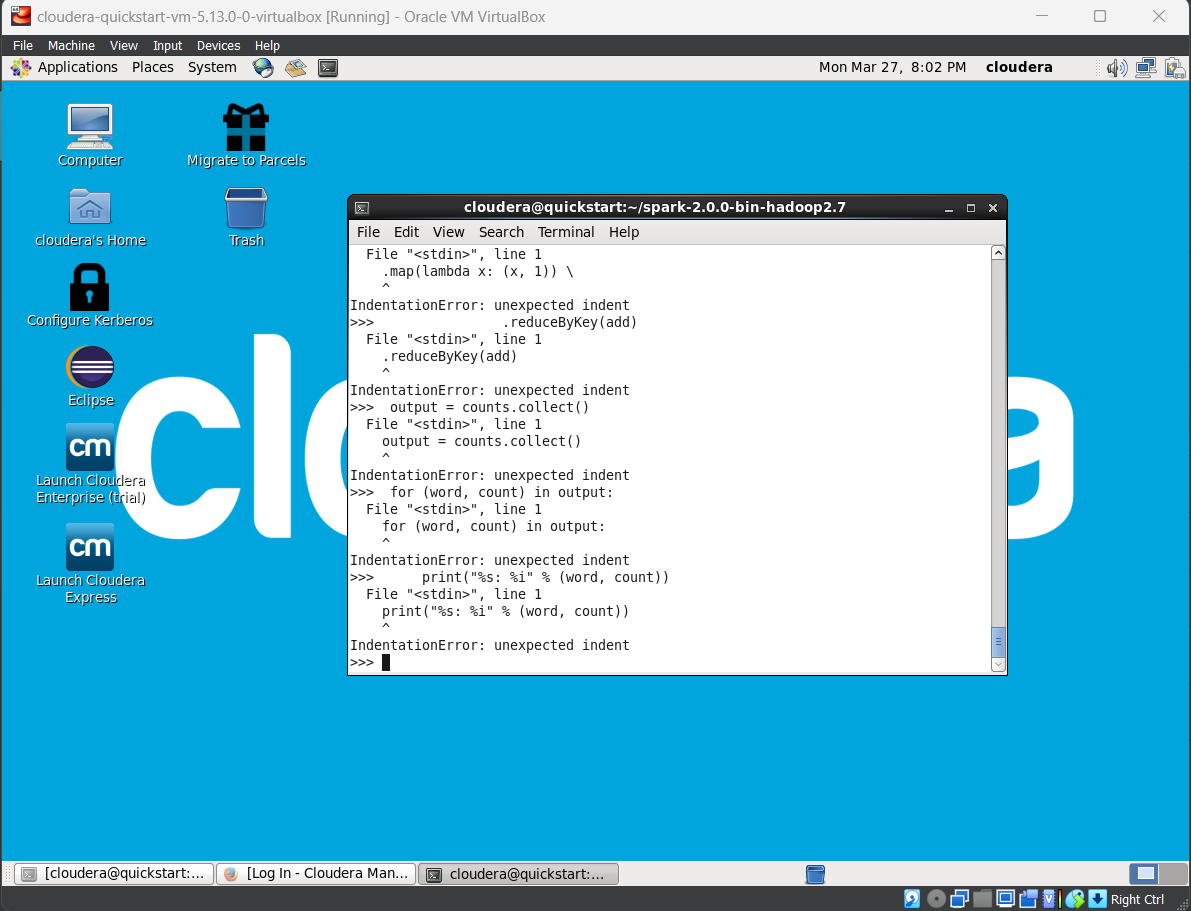 cloudera-quickstart-vm-5.13.0-0-virtualbox [Running] - Oracle VM VirtualBox
File Machine View Input Devices Help
Applications Places System Mon Mar 27, 8:02 PM cloudera
Computer
Migrate to Parcels
cloudera's Home
Trash
Configure Kerberos
Eclipse
cm
Launch Cloudera
Enterprise (trial)
cm
Launch Cloudera
Express
cloudera@quickstart:~/spark-2.0.0-bin-hadoop2.7
File Edit View Search Terminal Help
  File "<stdin>", line 1
    .map(lambda x: (x, 1)) \
    ^
IndentationError: unexpected indent
>>>                .reduceByKey(add)
  File "<stdin>", line 1
    .reduceByKey(add)
    ^
IndentationError: unexpected indent
>>>  output = counts.collect()
  File "<stdin>", line 1
    output = counts.collect()
    ^
IndentationError: unexpected indent
>>>  for (word, count) in output:
  File "<stdin>", line 1
    for (word, count) in output:
    ^
IndentationError: unexpected indent
>>>      print("%s: %i" % (word, count))
  File "<stdin>", line 1
    print("%s: %i" % (word, count))
    ^
IndentationError: unexpected indent
>>>
[cloudera@quickstart:... [Log In - Cloudera Man... cloudera@quickstart:...
Right Ctrl